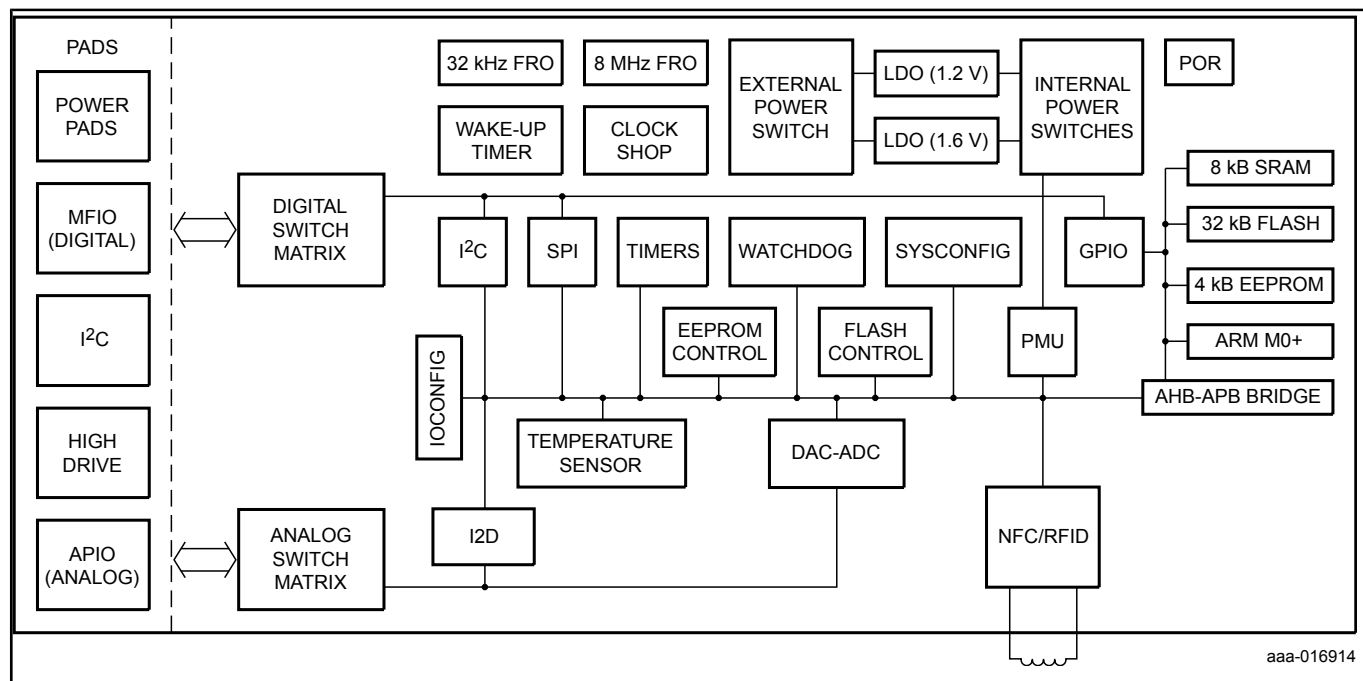 PADS
POWER
PADS
MFIO
(DIGITAL)
I²C
HIGH
DRIVE
APIO
(ANALOG)
32 kHz FRO
8 MHz FRO
WAKE-UP
TIMER
CLOCK
SHOP
EXTERNAL
POWER
SWITCH
LDO (1.2 V)
LDO (1.6 V)
INTERNAL
POWER
SWITCHES
POR
DIGITAL
SWITCH
MATRIX
I²C
SPI
TIMERS
WATCHDOG
SYSCONFIG
GPIO
8 kB SRAM
32 kB FLASH
4 kB EEPROM
ARM M0+
AHB-APB BRIDGE
IOCONFIG
EEPROM
CONTROL
FLASH
CONTROL
PMU
TEMPERATURE
SENSOR
DAC-ADC
ANALOG
SWITCH
MATRIX
I2D
NFC/RFID
aaa-016914